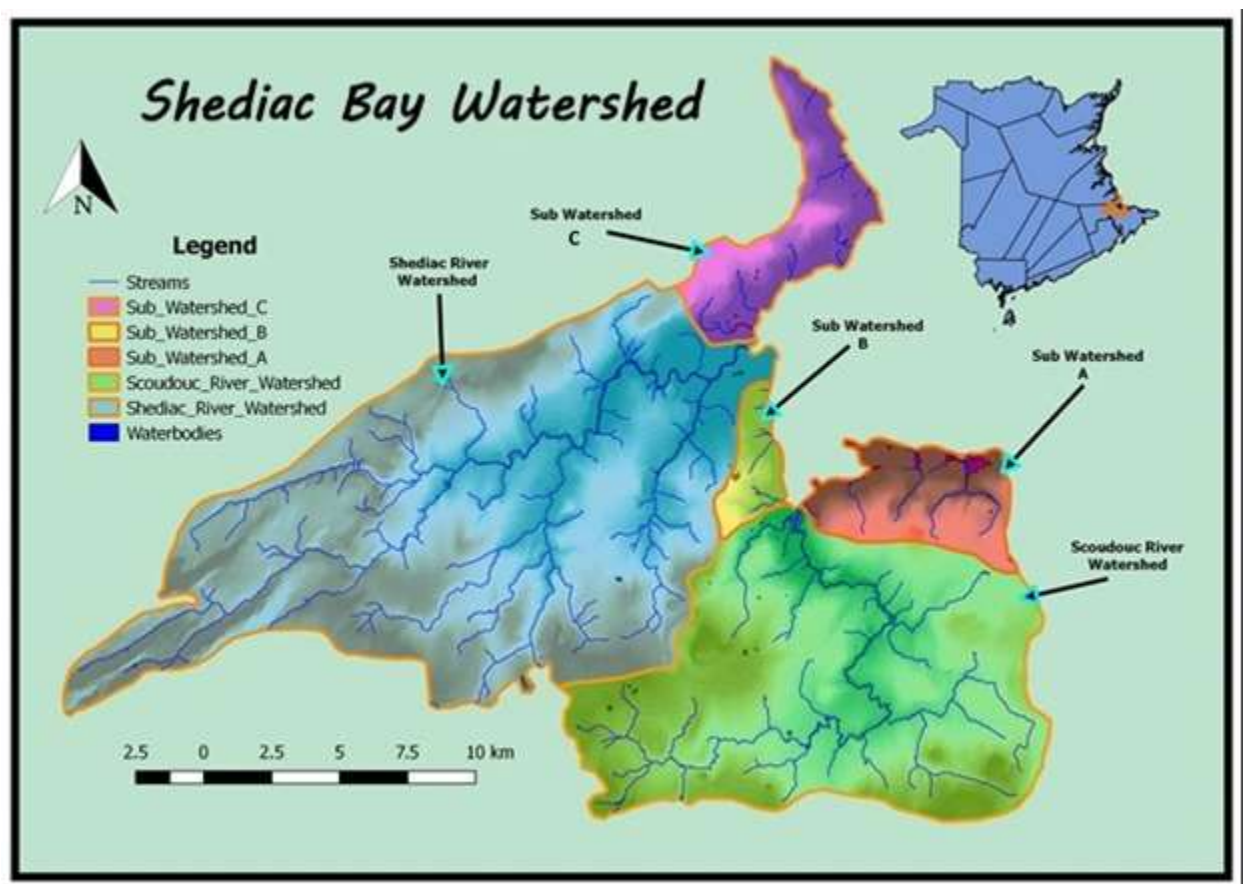 Shediac Bay Watershed
N
Legend
Streams
Sub_Watershed_C
Sub_Watershed_B
Sub_Watershed_A
Scoudouc_River_Watershed
Shediac_River_Watershed
Waterbodies
Sub Watershed
C
Shediac River
Watershed
Sub Watershed
B
Sub Watershed
A
Scoudouc River
Watershed
2.5 0 2.5 5 7.5 10 km